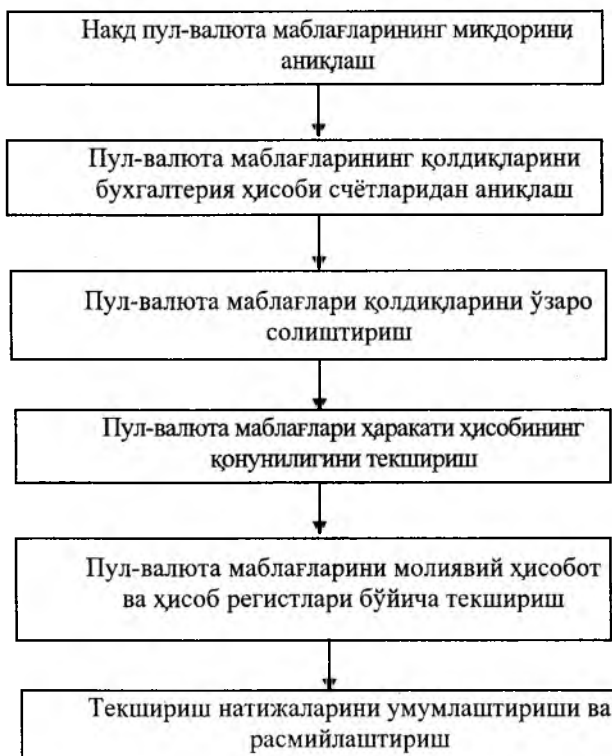 Нақд пул-валюта маблағларининг миқдорини
аниқлаш
Пул-валюта маблағларининг қолдиқларини
бухгалтерия ҳисоби счётларидан аниқлаш
Пул-валюта маблағлари қолдиқларини ўзаро
солиштириш
Пул-валюта маблағлари ҳаракати ҳисобининг
қонунилигини текшириш
Пул-валюта маблағларини молиявий ҳисобот
ва ҳисоб регистлари бўйича текшириш
Текшириш натижаларини умумлаштириши ва
расмийлаштириш